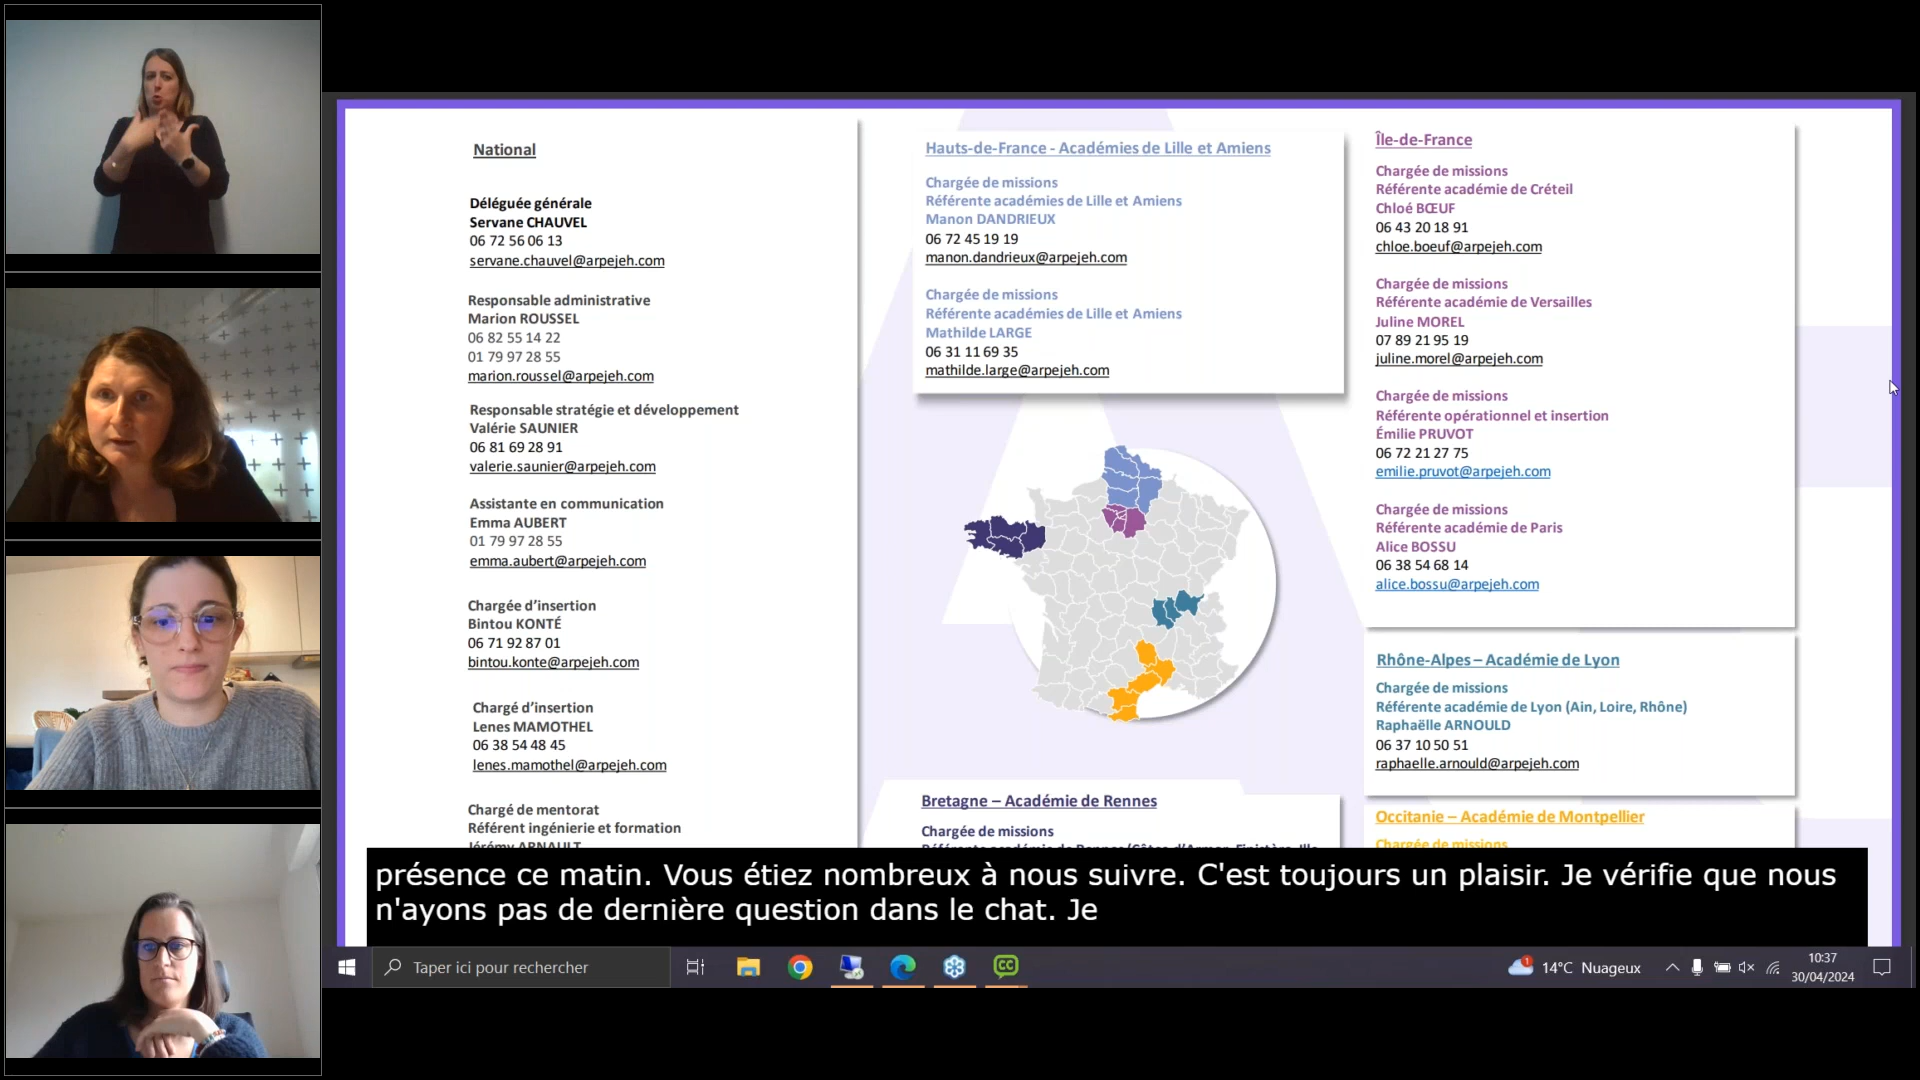 National
Déléguée générale
Servane CHAUVEL
06 72 56 06 13
servane.chauvel@arpejeh.com
Responsable administrative
Marion ROUSSEL
06 82 55 14 22
01 79 97 28 55
marion.roussel@arpejeh.com
Responsable stratégie et développement
Valérie SAUNIER
06 81 69 28 91
valerie.saunier@arpejeh.com
Assistante en communication
Emma AUBERT
01 79 97 28 55
emma.aubert@arpejeh.com
Chargée d'insertion
Bintou KONTÉ
06 71 92 87 01
bintou.konte@arpejeh.com
Chargé d'insertion
Lenes MAMOTHEL
06 38 54 48 45
lenes.mamothel@arpejeh.com
Chargé de mentorat
Référent ingénierie et formation
Jérémy ARNAULT
Hauts-de-France - Académies de Lille et Amiens
Chargée de missions
Référente académies de Lille et Amiens
Manon DANDRIEUX
06 72 45 19 19
manon.dandrieux@arpejeh.com
Chargée de missions
Référente académies de Lille et Amiens
Mathilde LARGE
06 31 11 69 35
mathilde.large@arpejeh.com
Bretagne – Académie de Rennes
Chargée de missions
Référente académie de Rennes (Côtes d'Armor, Finistère, Ille
Île-de-France
Chargée de missions
Référente académie de Créteil
Chloé BŒUF
06 43 20 18 91
chloe.boeuf@arpejeh.com
Chargée de missions
Référente académie de Versailles
Juline MOREL
07 89 21 95 19
juline.morel@arpejeh.com
Chargée de missions
Référente opérationnel et insertion
Émilie PRUVOT
06 72 21 27 75
emilie.pruvot@arpejeh.com
Chargée de missions
Référente académie de Paris
Alice BOSSU
06 38 54 68 14
alice.bossu@arpejeh.com
Rhône-Alpes – Académie de Lyon
Chargée de missions
Référente académie de Lyon (Ain, Loire, Rhône)
Raphaëlle ARNOULD
06 37 10 50 51
raphaelle.arnould@arpejeh.com
Occitanie – Académie de Montpellier
Chargée de missions
présence ce matin. Vous étiez nombreux à nous suivre. C'est toujours un plaisir. Je vérifie que nous
n'ayons pas de dernière question dans le chat. Je
Taper ici pour rechercher
CC
1
14°C Nuageux
10:37
30/04/2024